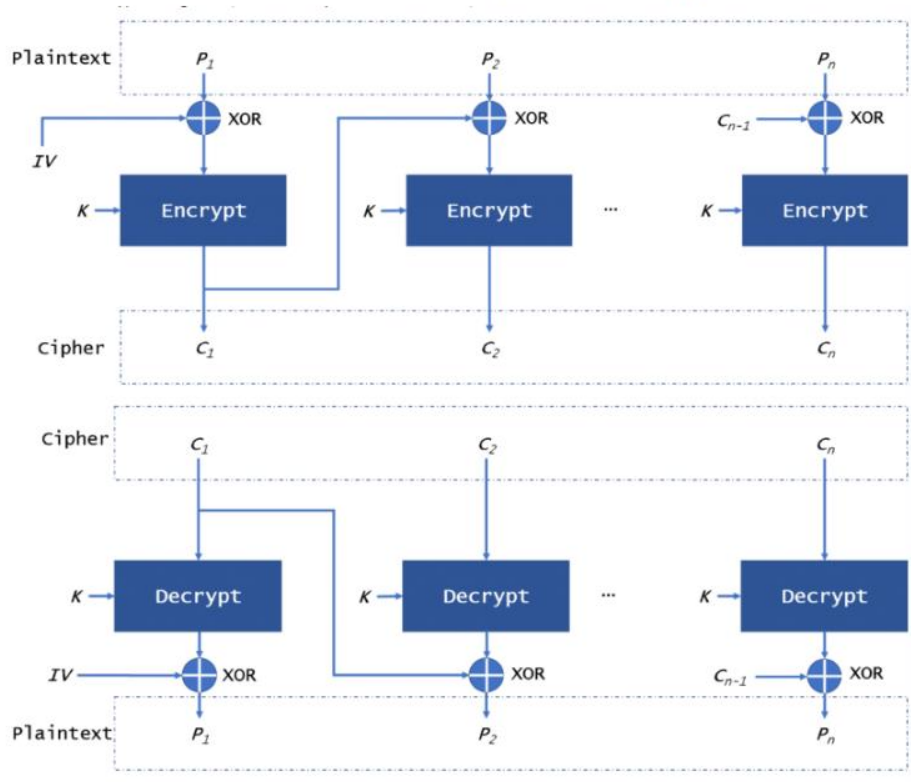 Plaintext P1 P2 Pn
XOR XOR Cn-1 XOR
IV
K Encrypt K Encrypt ... K Encrypt
Cipher C1 C2 Cn
Cipher C1 C2 Cn
K Decrypt K Decrypt ... K Decrypt
IV XOR XOR Cn-1 XOR
Plaintext P1 P2 Pn